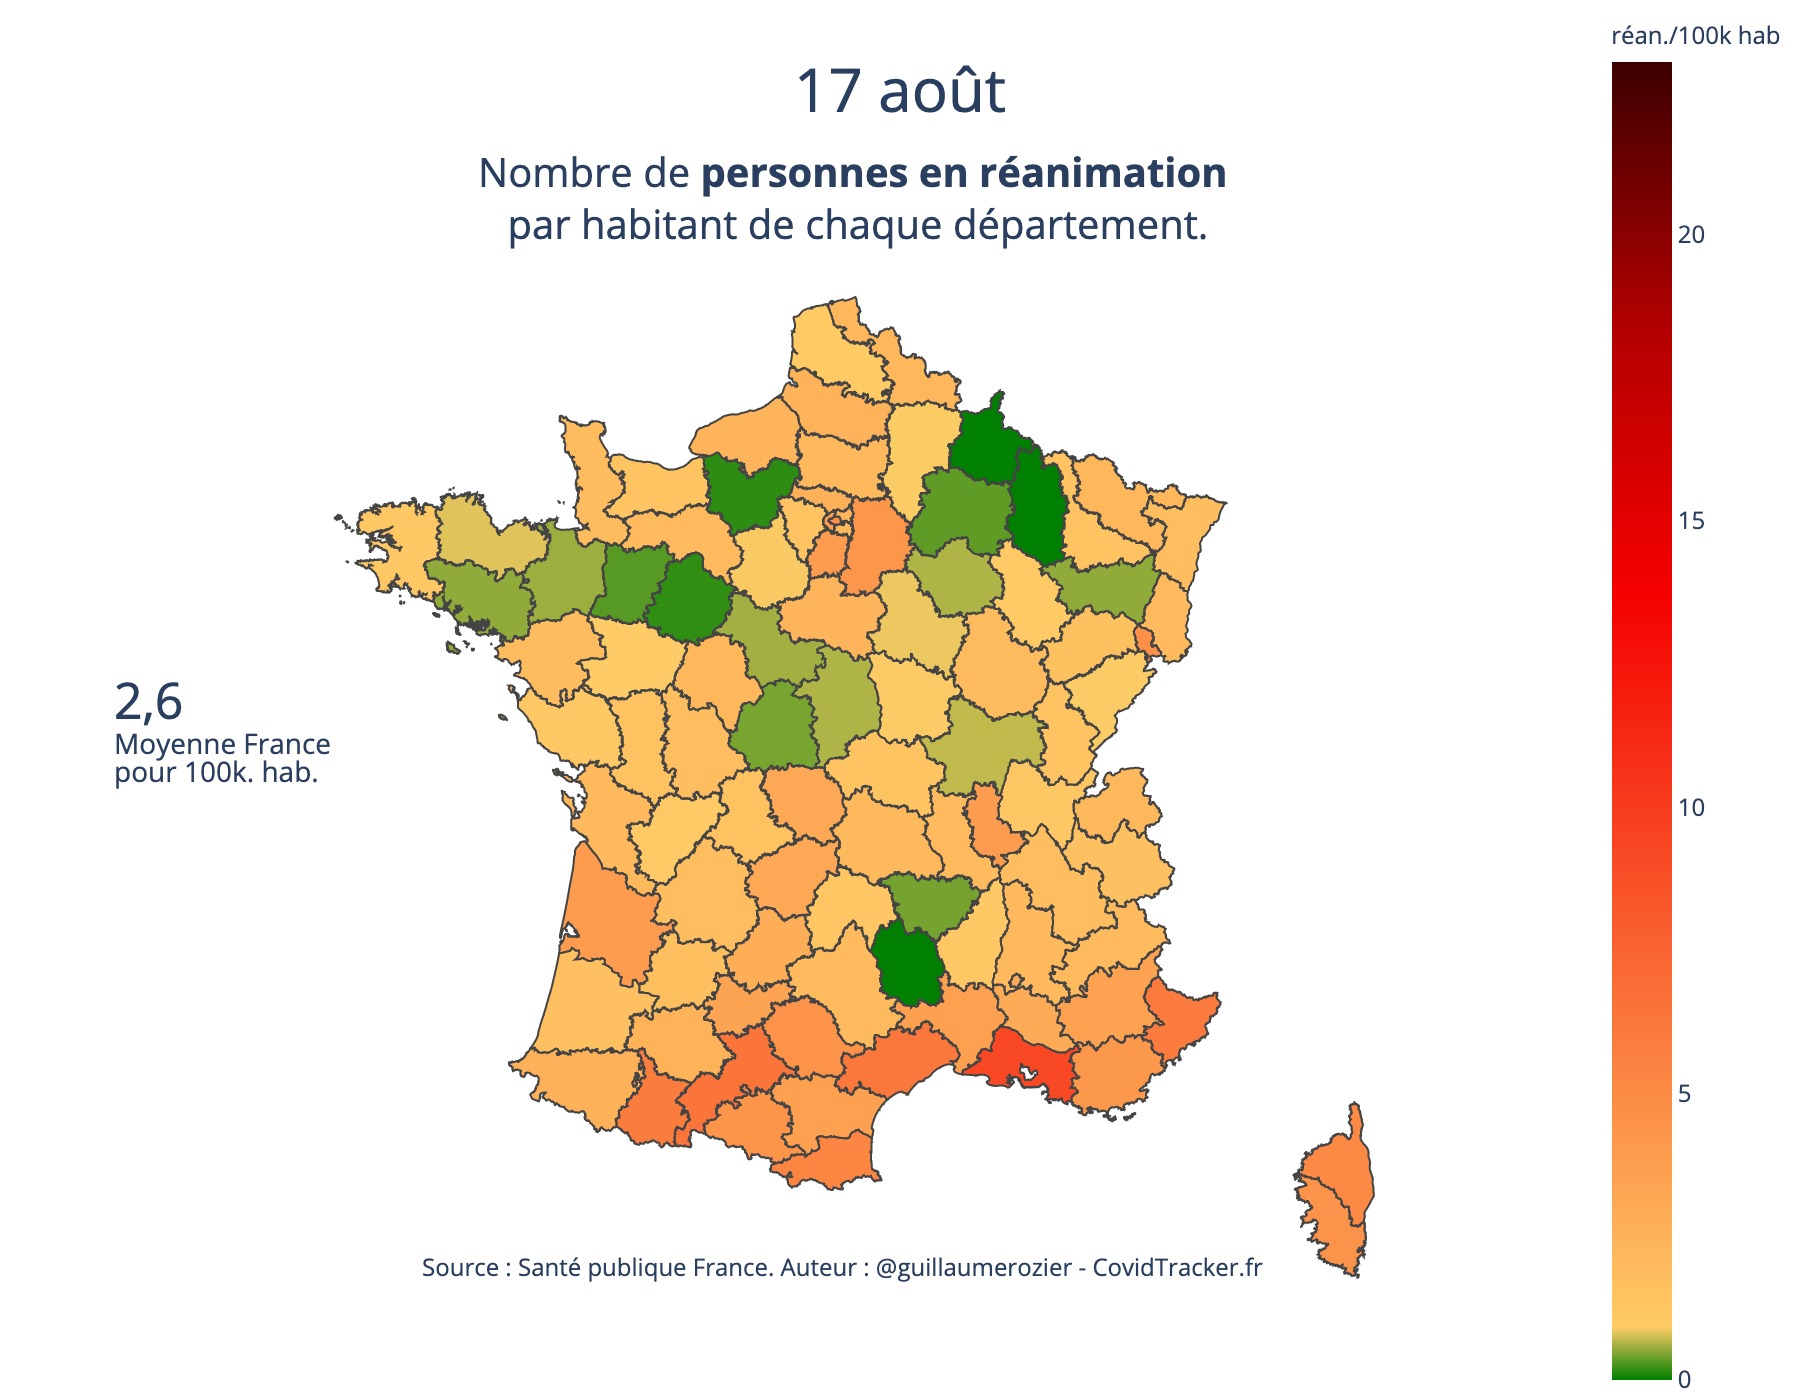 réan./100k hab
17 août
Nombre de personnes en réanimation
par habitant de chaque département.
20
15
2,6
Moyenne France
pour 100k. hab.
10
5
Source : Santé publique France. Auteur : @guillaumerozier - CovidTracker.fr
0